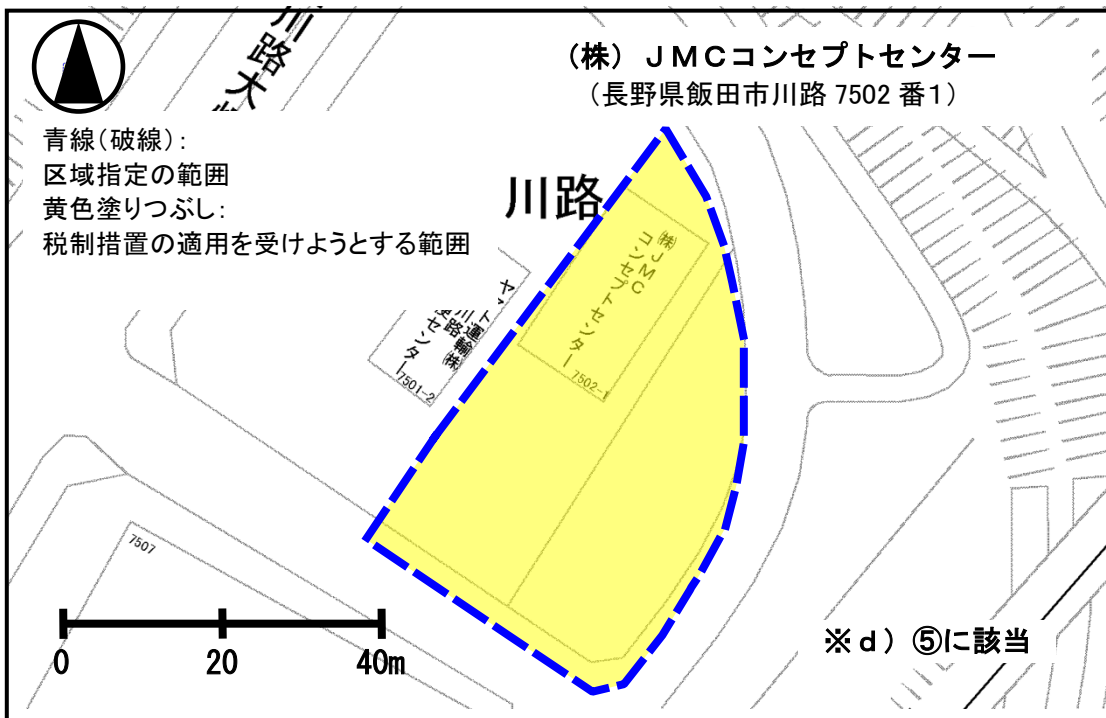 川路大
(株) JMCコンセプトセンター
(長野県飯田市川路 7502 番1)
青線(破線):
区域指定の範囲
黄色塗りつぶし:
税制措置の適用を受けようとする範囲
川路
㈱JMC
コンセプトセンター
7502-1
ヤマト運輸㈱
川路
センター
7501-2
7507
0 20 40m
※d) ⑤に該当